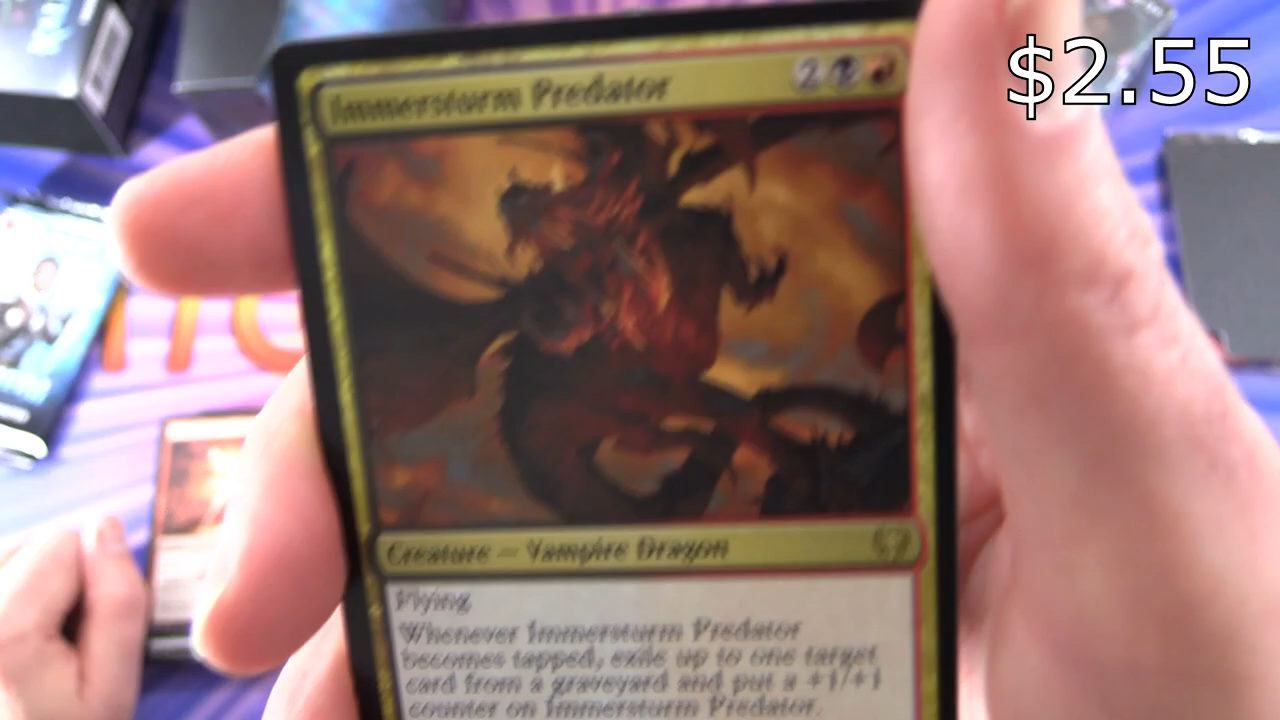 $2.55
Immersturm Predator
2
Creature — Vampire Dragon
Flying
Whenever Immersturm Predator
becomes tapped, exile up to one target
card from a graveyard and put a +1/+1
counter on Immersturm Predator.